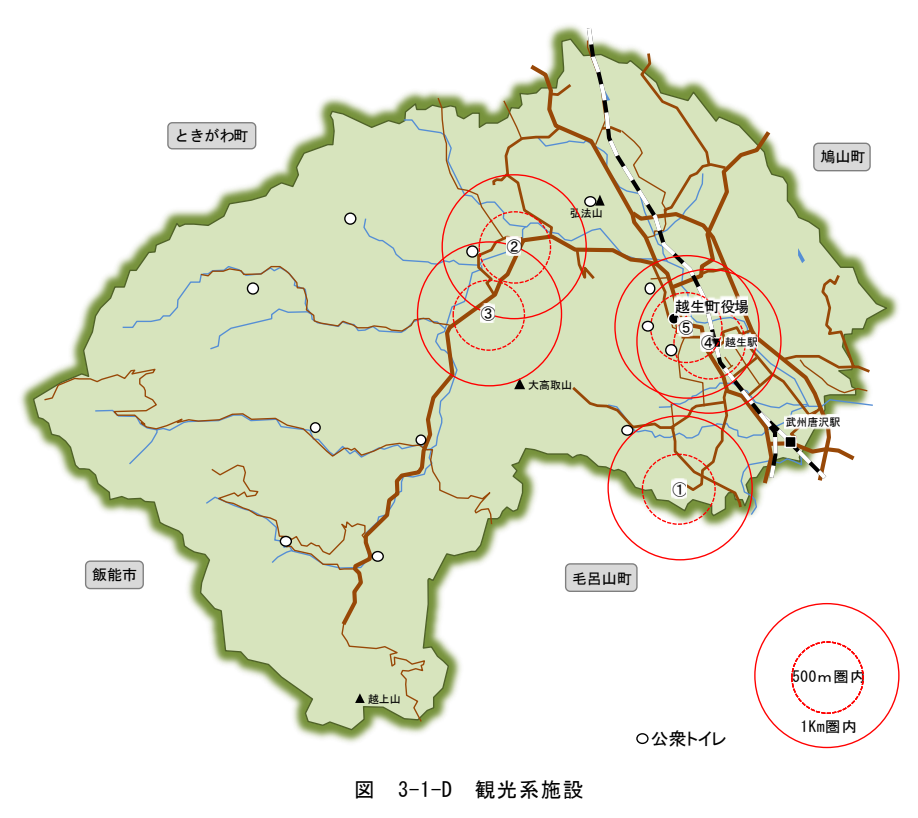 ときがわ町
鳩山町
弘法山
②
③
越生町役場
⑤
④
越生駅
大高取山
武州唐沢駅
①
飯能市
毛呂山町
越上山
500ｍ圏内
1Km圏内
公衆トイレ
図　3-1-D　観光系施設